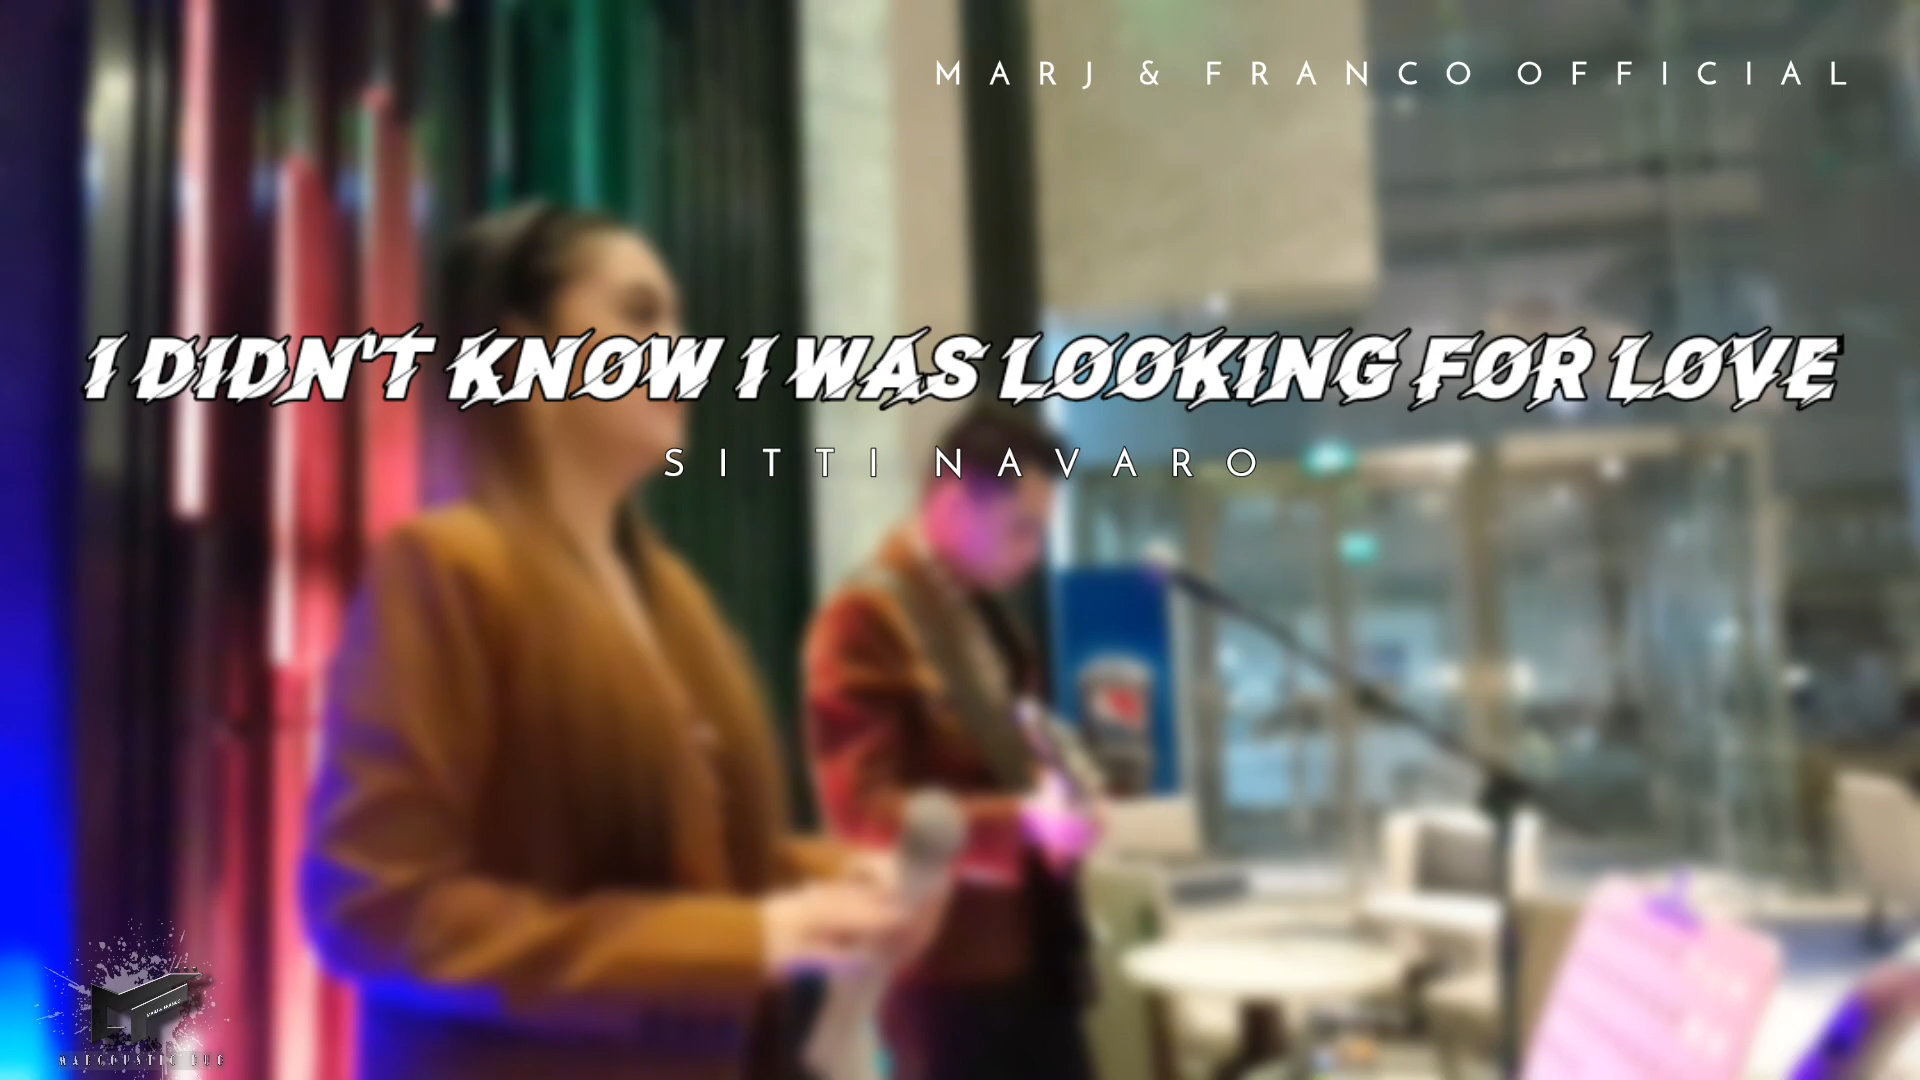 MARJ & FRANCO OFFICIAL
I DIDN'T KNOW I WAS LOOKING FOR LOVE
SITTI NAVARO